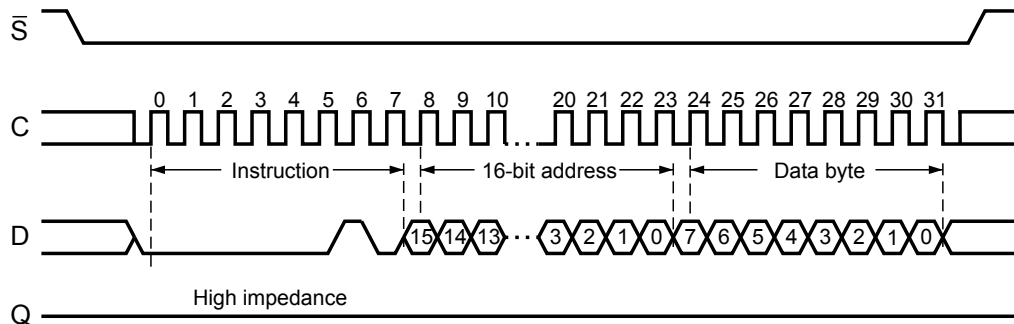 S
0 1 2 3 4 5 6 7 8 9 10 20 21 22 23 24 25 26 27 28 29 30 31
C
Instruction 16-bit address Data byte
D 15 14 13 3 2 1 0 7 6 5 4 3 2 1 0
High impedance
Q